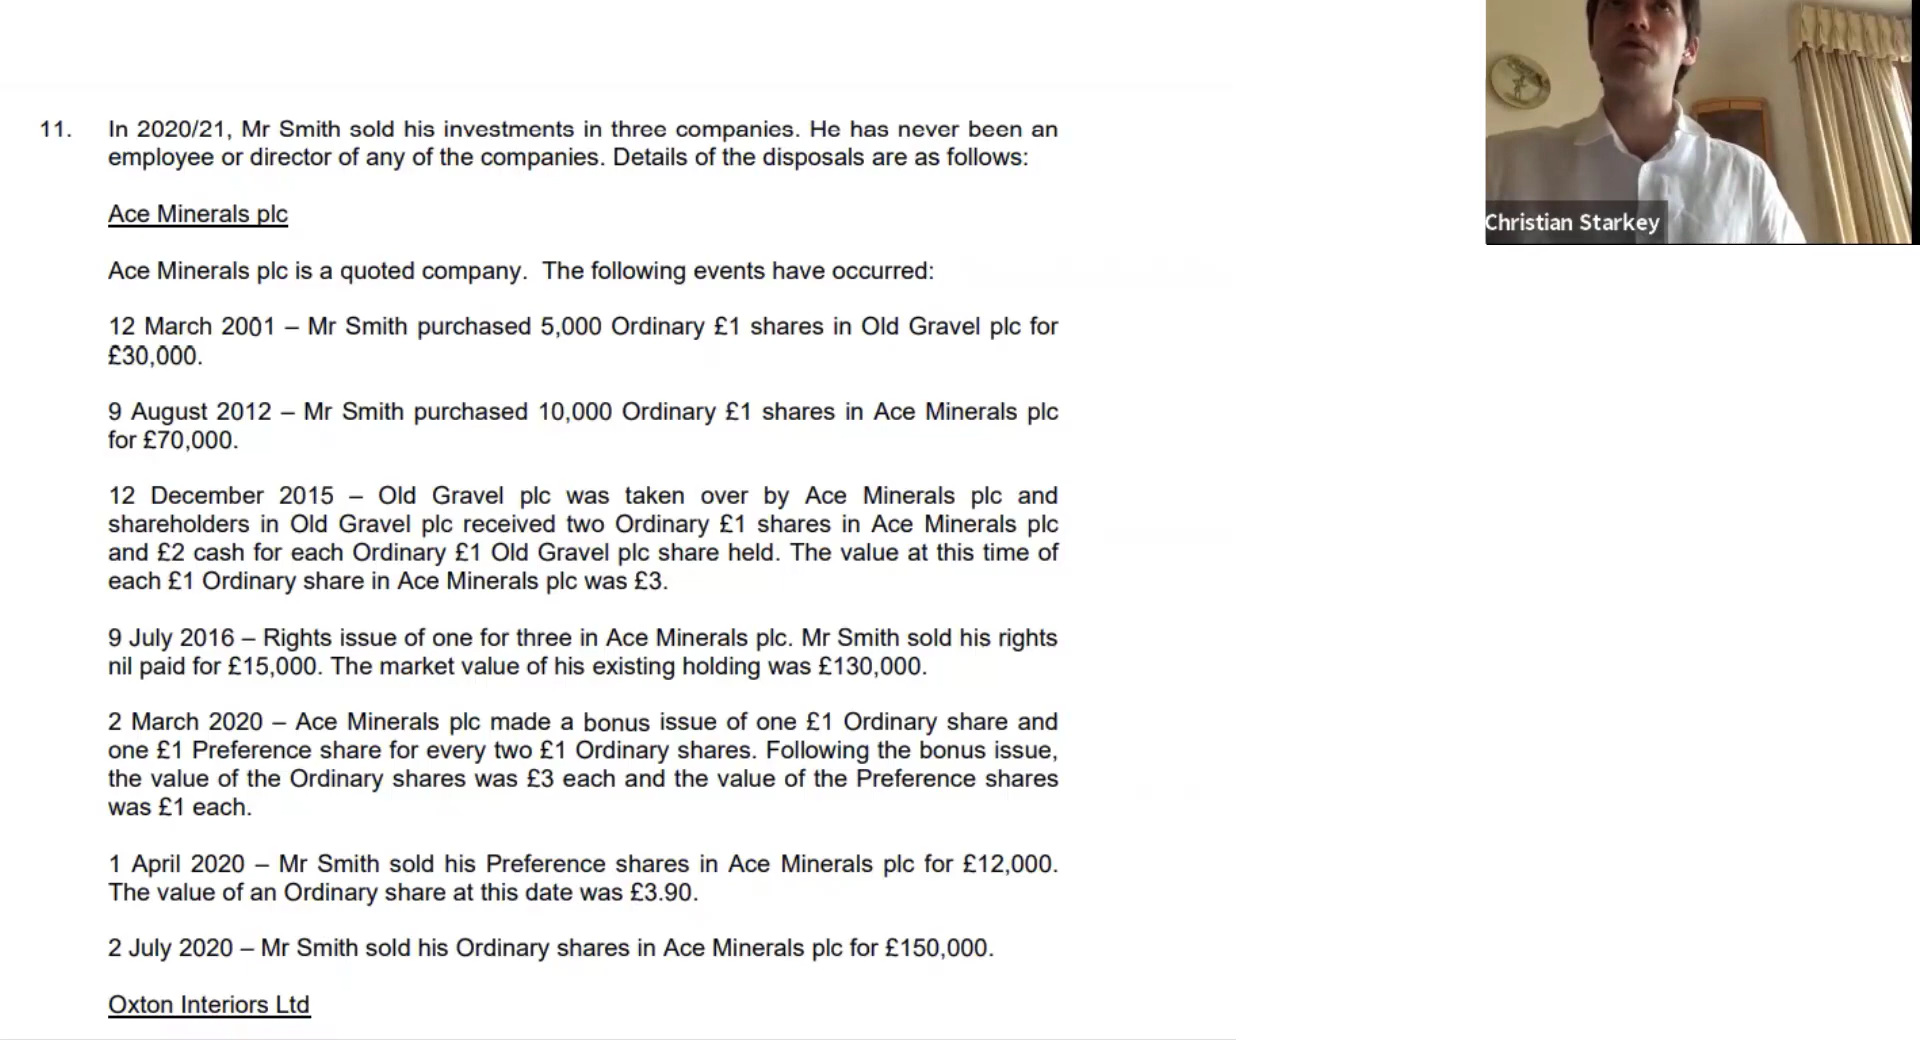 11. In 2020/21, Mr Smith sold his investments in three companies. He has never been an
employee or director of any of the companies. Details of the disposals are as follows:
Ace Minerals plc
Ace Minerals plc is a quoted company. The following events have occurred:
12 March 2001 – Mr Smith purchased 5,000 Ordinary £1 shares in Old Gravel plc for
£30,000.
9 August 2012 – Mr Smith purchased 10,000 Ordinary £1 shares in Ace Minerals plc
for £70,000.
12 December 2015 – Old Gravel plc was taken over by Ace Minerals plc and
shareholders in Old Gravel plc received two Ordinary £1 shares in Ace Minerals plc
and £2 cash for each Ordinary £1 Old Gravel plc share held. The value at this time of
each £1 Ordinary share in Ace Minerals plc was £3.
9 July 2016 – Rights issue of one for three in Ace Minerals plc. Mr Smith sold his rights
nil paid for £15,000. The market value of his existing holding was £130,000.
2 March 2020 – Ace Minerals plc made a bonus issue of one £1 Ordinary share and
one £1 Preference share for every two £1 Ordinary shares. Following the bonus issue,
the value of the Ordinary shares was £3 each and the value of the Preference shares
was £1 each.
1 April 2020 – Mr Smith sold his Preference shares in Ace Minerals plc for £12,000.
The value of an Ordinary share at this date was £3.90.
2 July 2020 – Mr Smith sold his Ordinary shares in Ace Minerals plc for £150,000.
Oxton Interiors Ltd
Christian Starkey